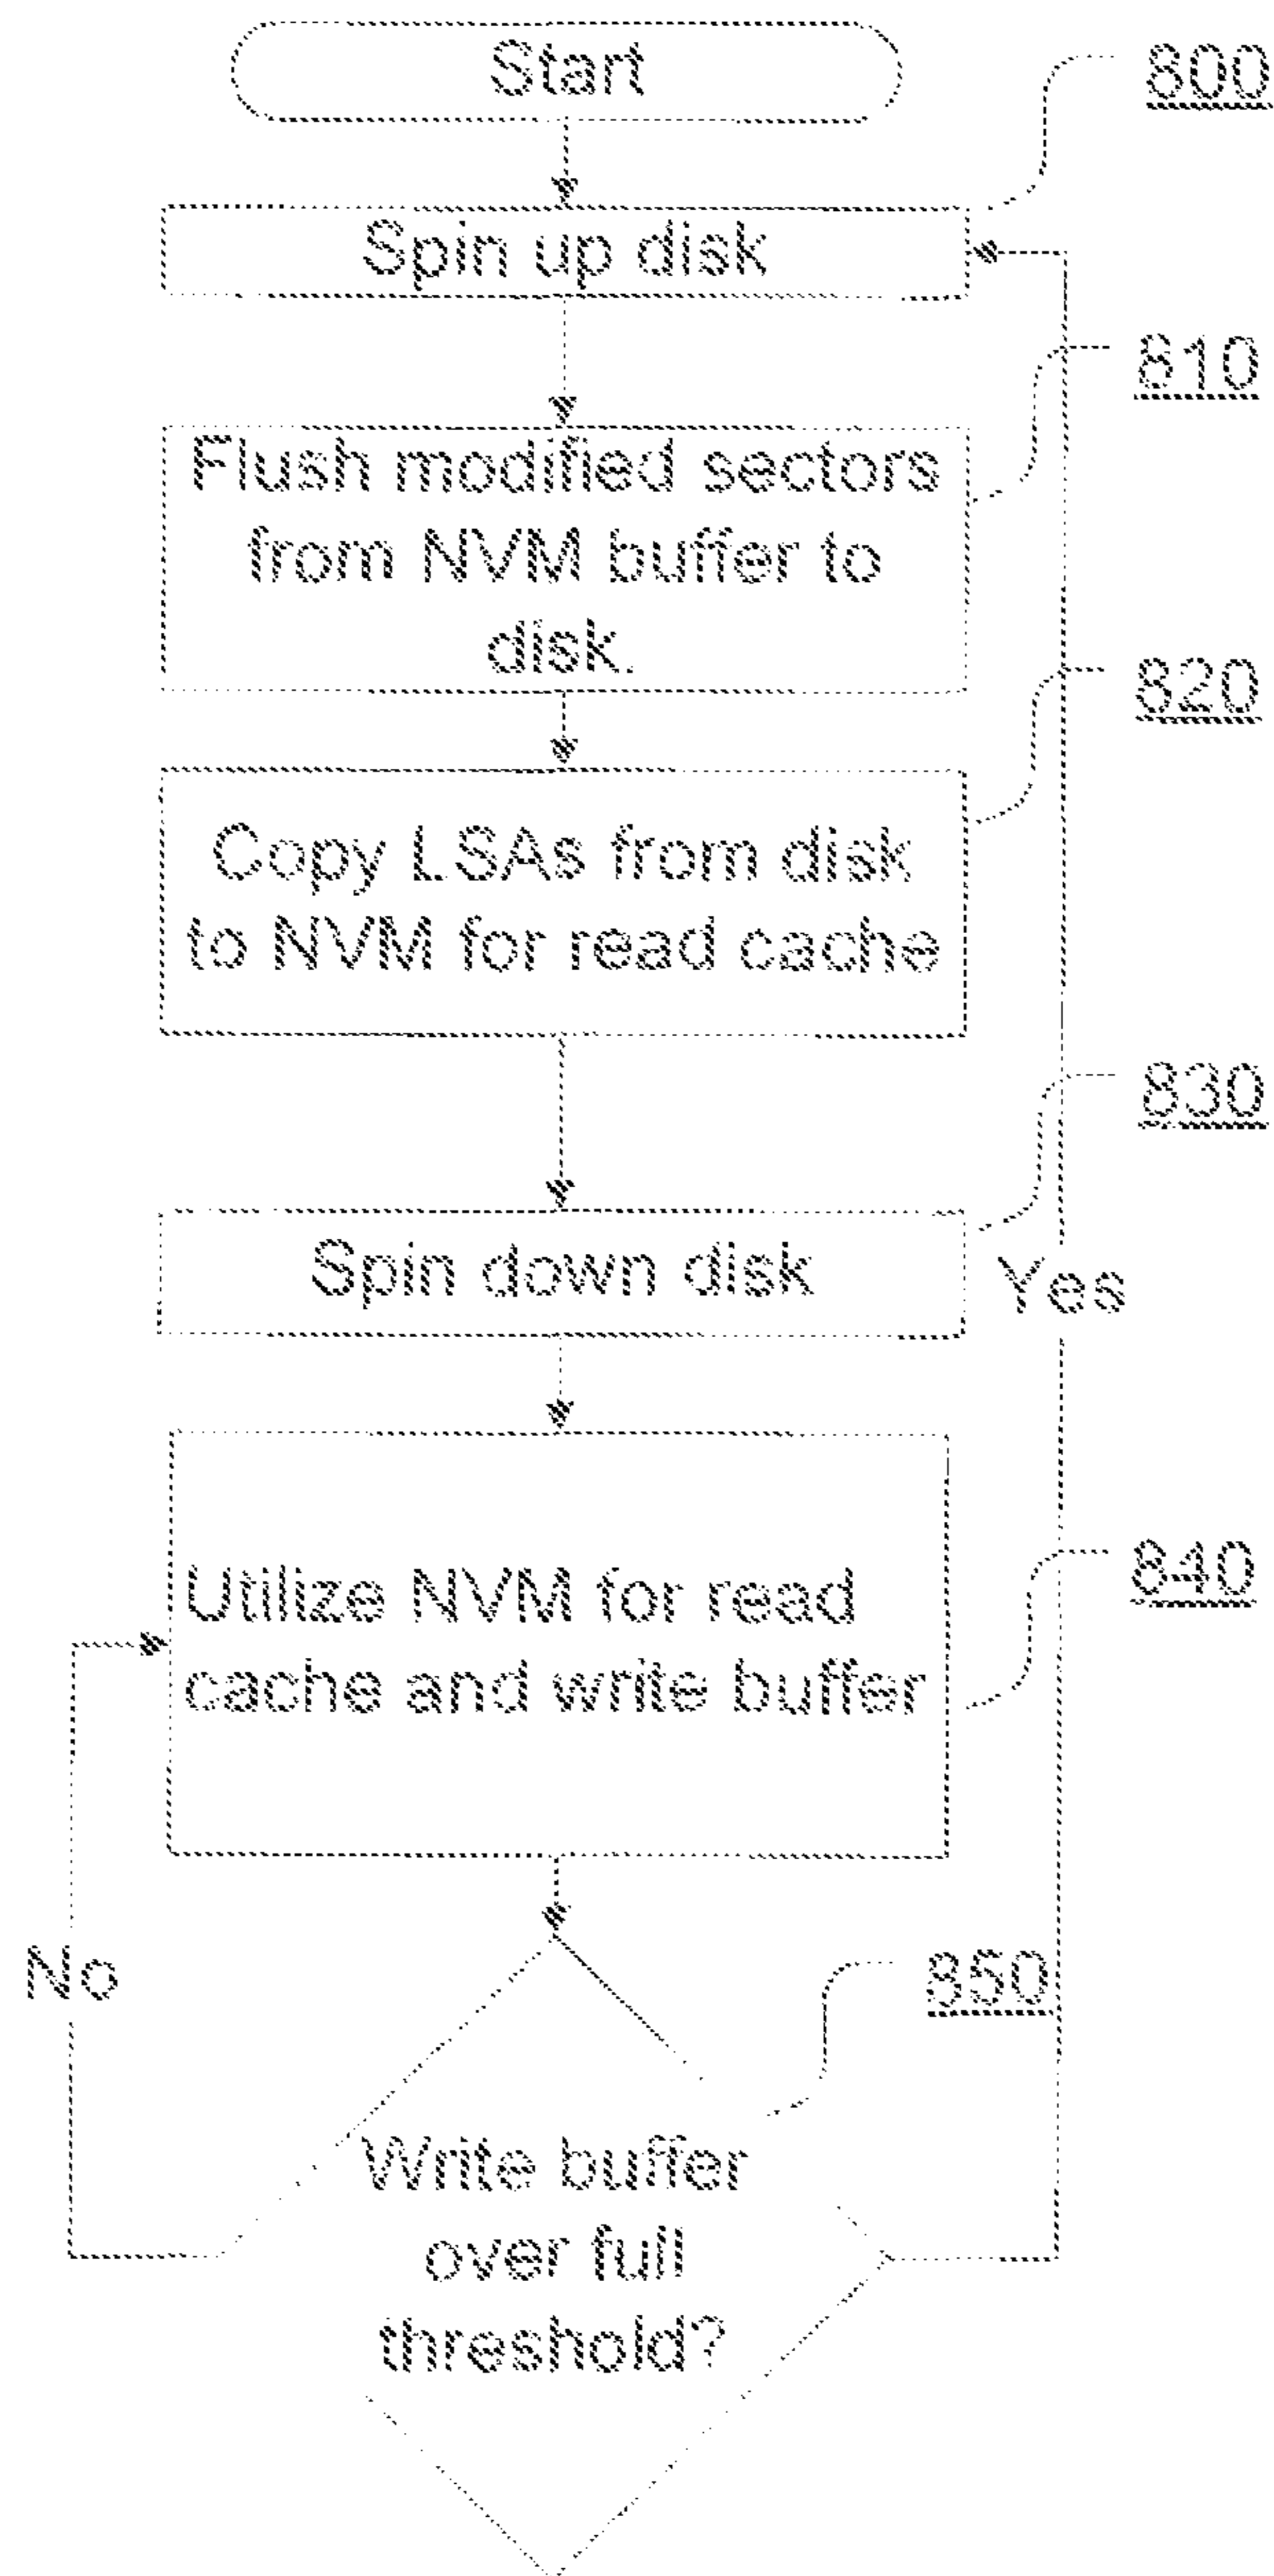 Start
800
Spin up disk
810
Flush modified sectors
from NVM buffer to
disk.
820
Copy LSAs from disk
to NVM for read cache
830
Spin down disk
Yes
840
Utilize NVM for read
cache and write buffer
No
850
Write buffer
over full
threshold?